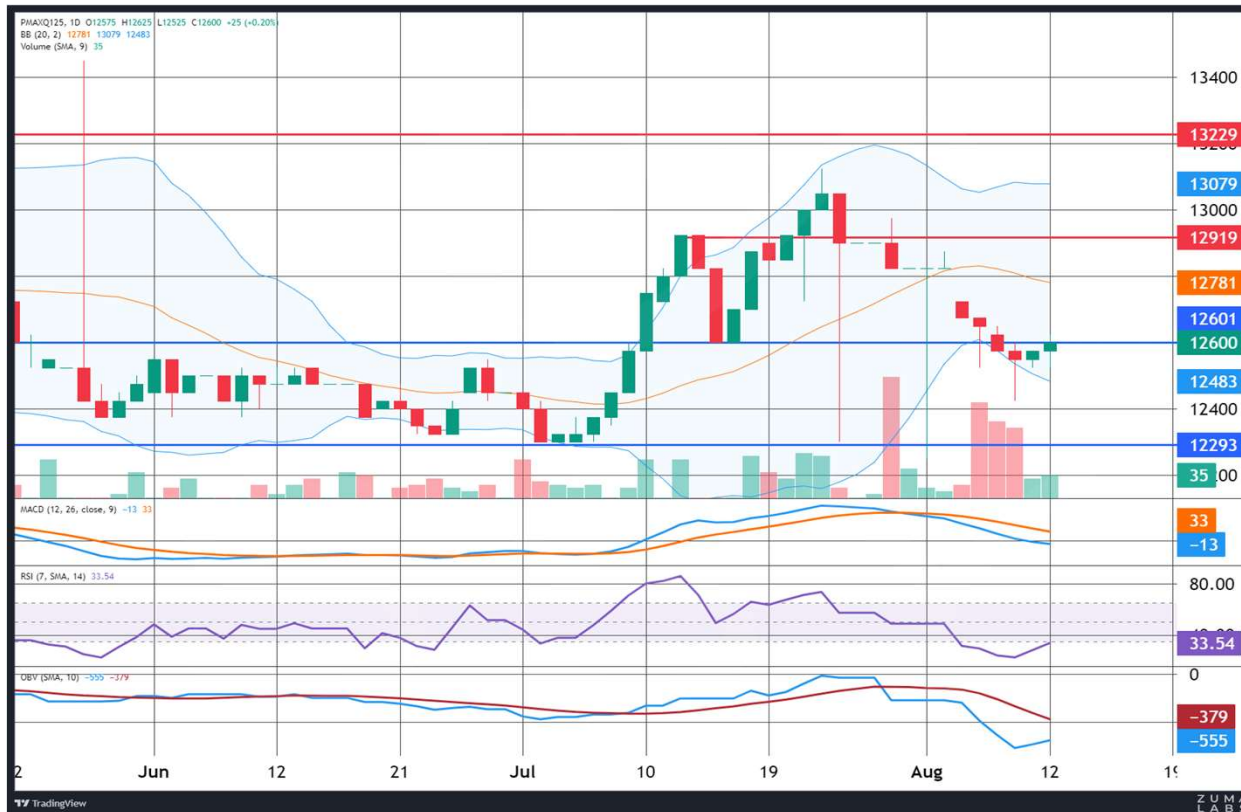 PMAXQ125, 1D O12575 H12625 L12525 C12600 +25 (+0.20%)
BB (20, 2) 12781 13079 12483
Volume (SMA, 9) 35
13400
13229
13079
13000
12919
12781
12601
12600
12483
12400
12293
35
MACD (12, 26, close, 9) −13 33
33
−13
RSI (7, SMA, 14) 33.54
80.00
33.54
OBV (SMA, 10) −555 −379
0
−379
−555
2 Jun 12 21 Jul 10 19 Aug 12
TradingView